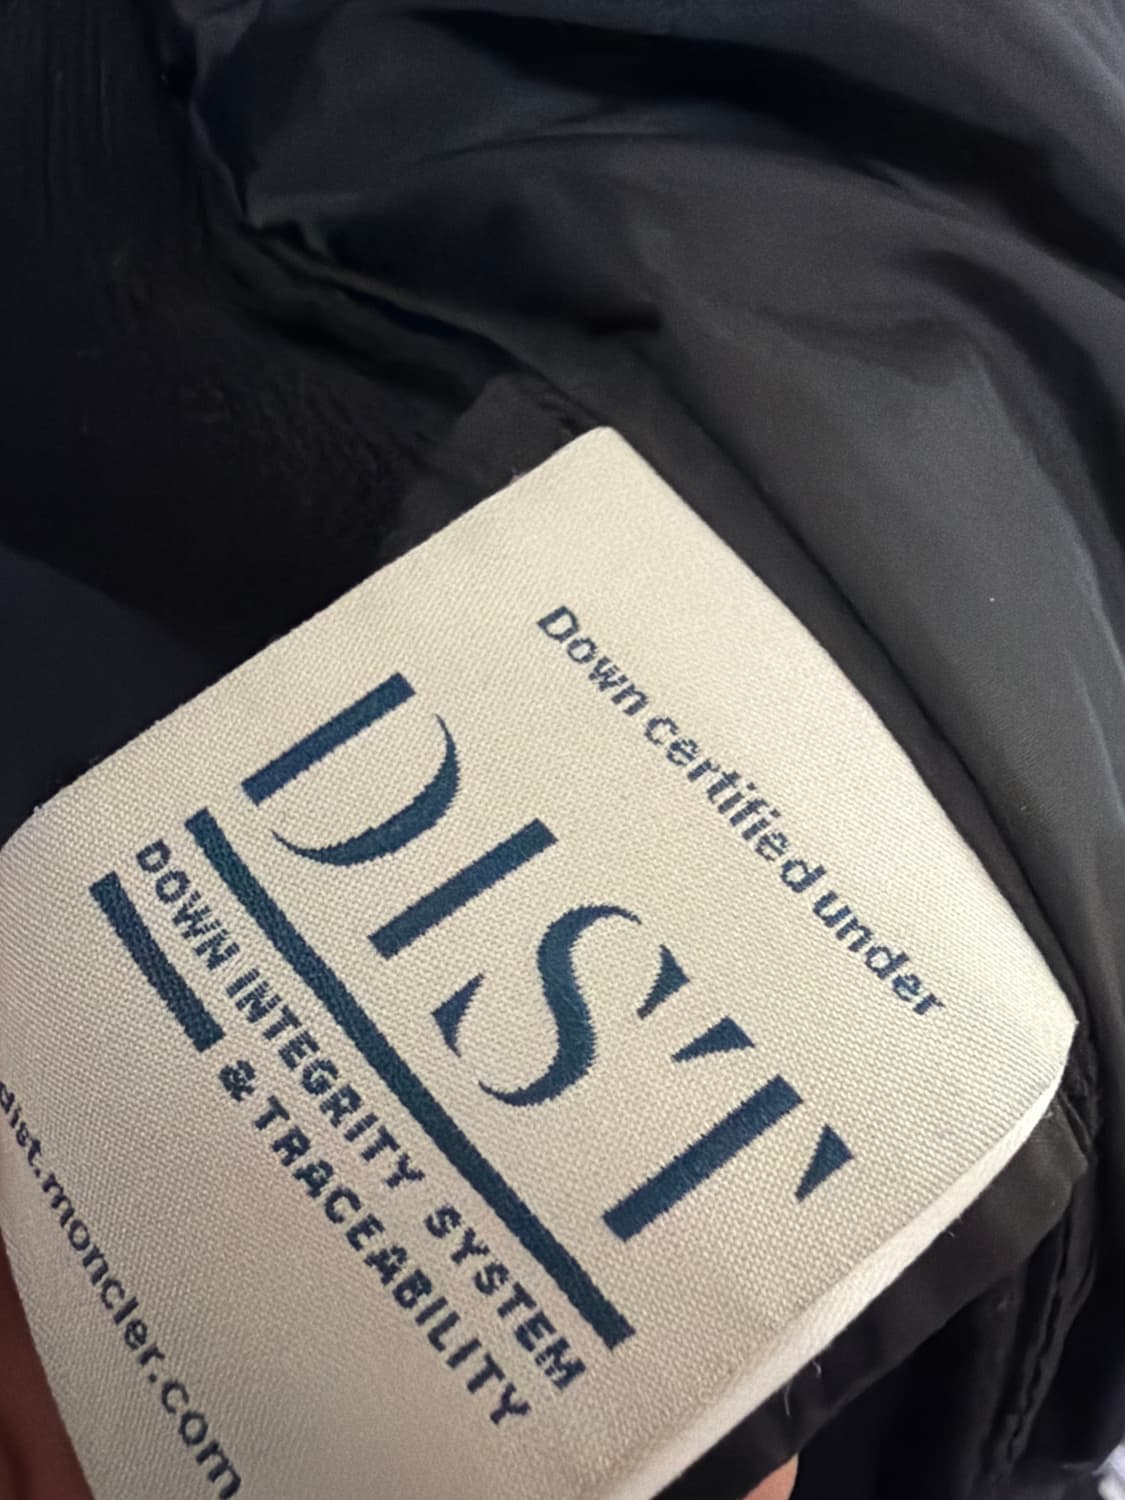 Down certified under
DIST
DOWN INTEGRITY SYSTEM
& TRACEABILITY
dist.moncler.com